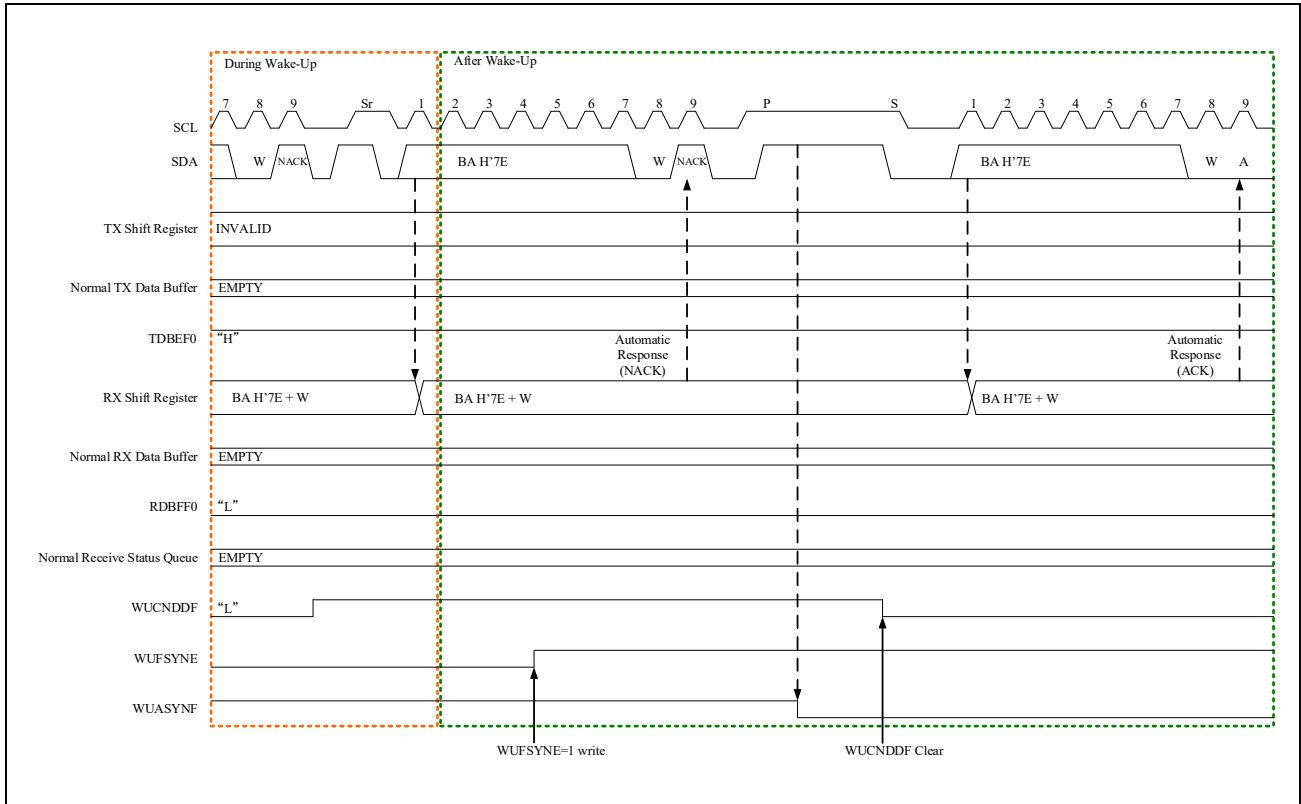 During Wake-Up
After Wake-Up
7 8 9 Sr 1 2 3 4 5 6 7 8 9 P S 1 2 3 4 5 6 7 8 9
SCL
SDA W NACK BA H’7E W NACK BA H’7E W A
TX Shift Register INVALID
Normal TX Data Buffer EMPTY
TDBEF0 “H”
Automatic
Response
(NACK)
Automatic
Response
(ACK)
RX Shift Register BA H’7E + W BA H’7E + W BA H’7E + W
Normal RX Data Buffer EMPTY
RDBFF0 “L”
Normal Receive Status Queue EMPTY
WUCNDDF “L”
WUFSYNE
WUASYNF
WUFSYNE=1 write WUCNDDF Clear